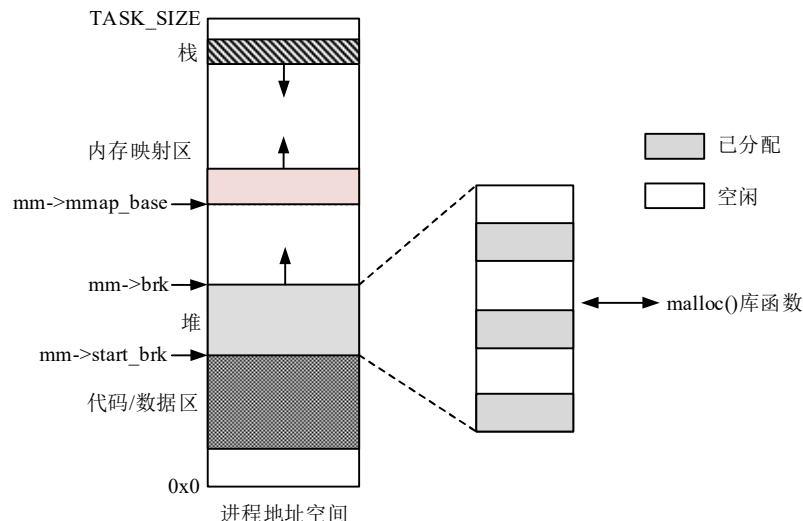 TASK_SIZE
栈
内存映射区
mm->mmap_base
mm->brk
堆
mm->start_brk
代码/数据区
0x0
进程地址空间
已分配
空闲
malloc()库函数